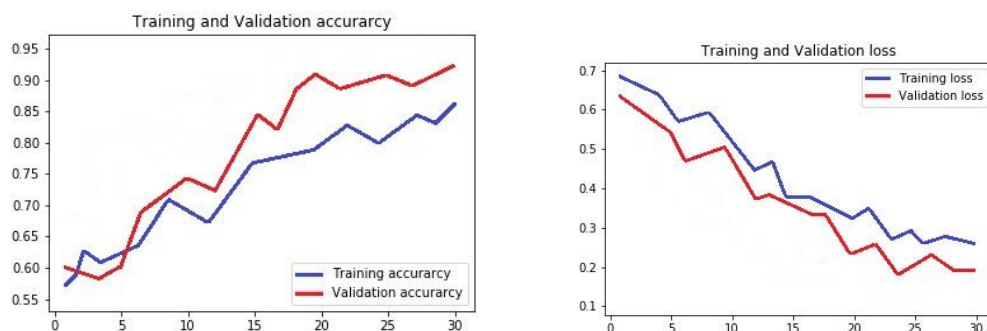 Training and Validation accurarcy
0.95
0.90
0.85
0.80
0.75
0.70
0.65
0.60
0.55
Training accurarcy
Validation accurarcy
0 5 10 15 20 25 30
Training and Validation loss
0.7
0.6
0.5
0.4
0.3
0.2
0.1
Training loss
Validation loss
0 5 10 15 20 25 30